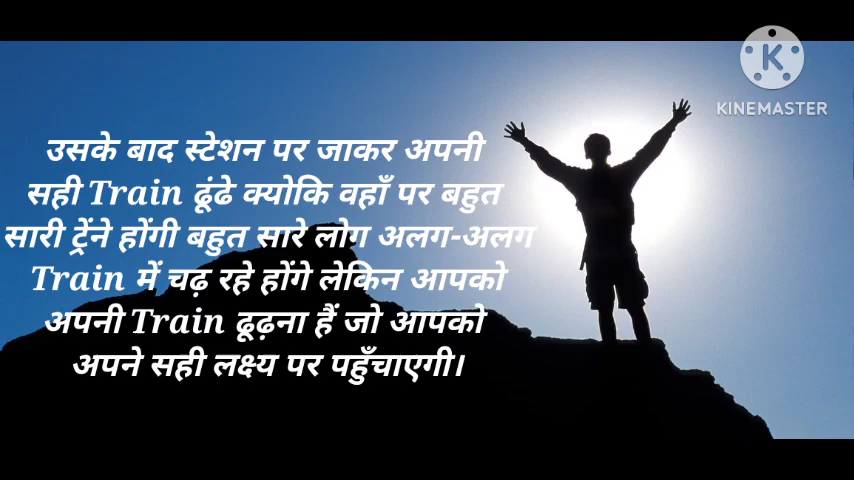 उसके बाद स्टेशन पर जाकर अपनी
सही Train ढूंढे क्योकि वहाँ पर बहुत
सारी ट्रेंने होंगी बहुत सारे लोग अलग-अलग
Train में चढ़ रहे होंगे लेकिन आपको
अपनी Train ढूढ़ना हैं जो आपको
अपने सही लक्ष्य पर पहुँचाएगी।
K
KINEMASTER